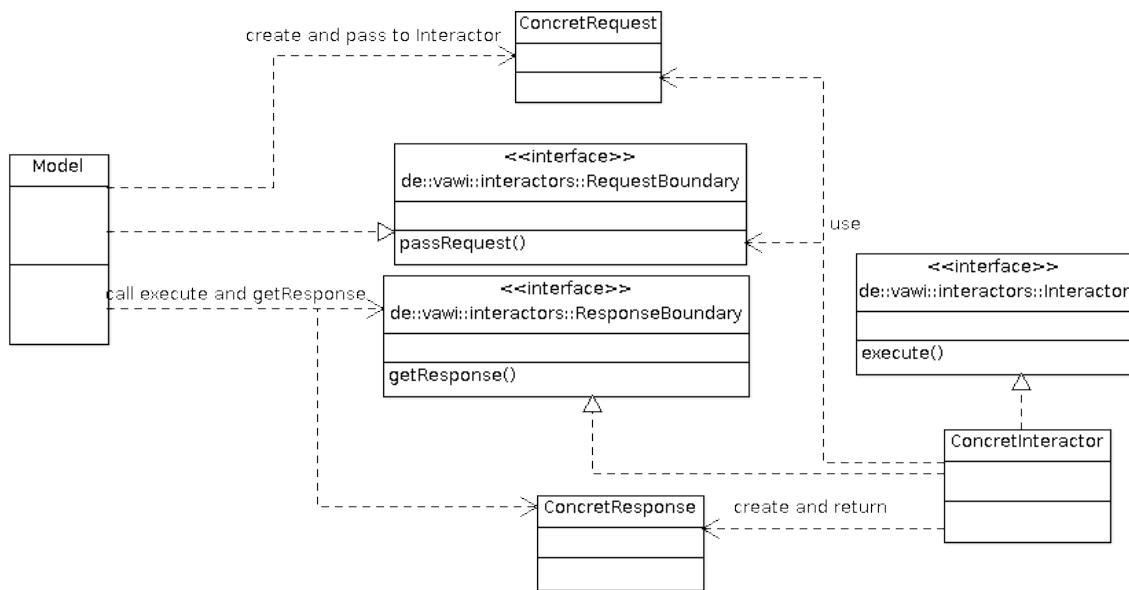 ConcretRequest
create and pass to Interactor
Model
<<interface>>
de::vawi::interactors::RequestBoundary
passRequest()
use
<<interface>>
de::vawi::interactors::Interactor
execute()
call execute and getResponse
<<interface>>
de::vawi::interactors::ResponseBoundary
getResponse()
ConcretInteractor
ConcretResponse
create and return